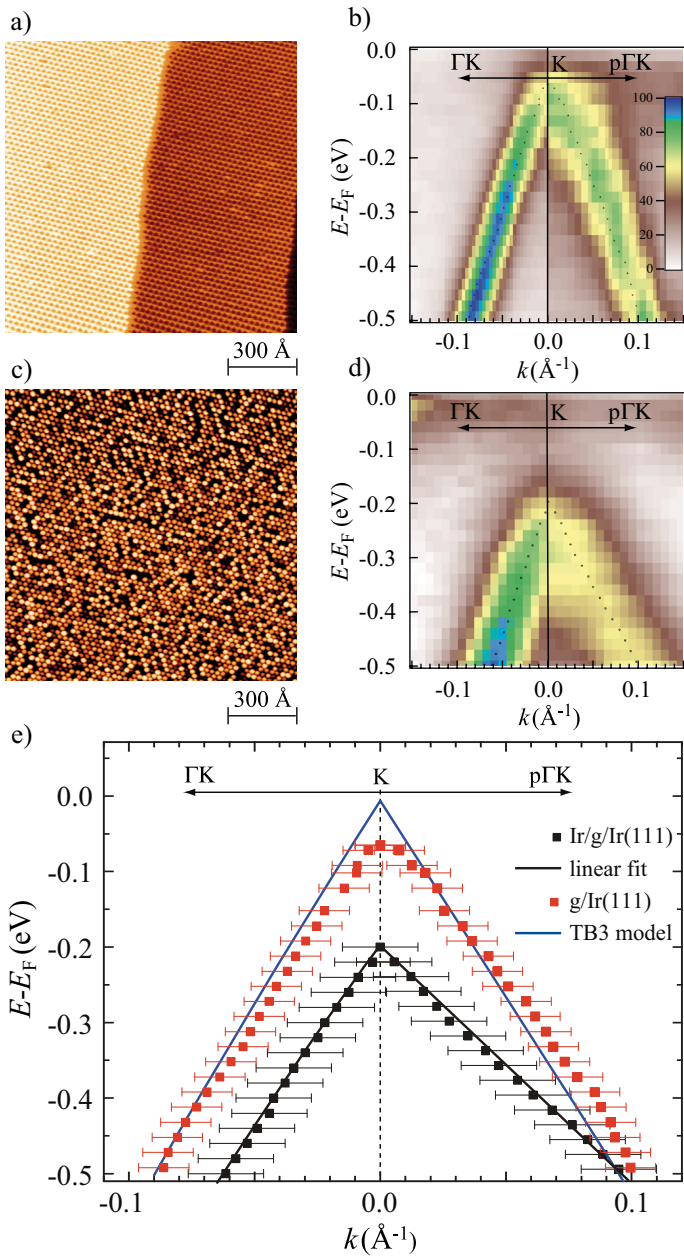 a)
300 Å
b)
E-E_F (eV)
0.0
-0.1
-0.2
-0.3
-0.4
-0.5
ΓK K pΓK
100
80
60
40
20
0
-0.1 0.0 0.1
k(Å⁻¹)
c)
300 Å
d)
E-E_F (eV)
0.0
-0.1
-0.2
-0.3
-0.4
-0.5
ΓK K pΓK
-0.1 0.0 0.1
k(Å⁻¹)
e)
E-E_F (eV)
0.0
-0.1
-0.2
-0.3
-0.4
-0.5
ΓK K pΓK
Ir/g/Ir(111)
linear fit
g/Ir(111)
TB3 model
-0.1 0.0 0.1
k(Å⁻¹)